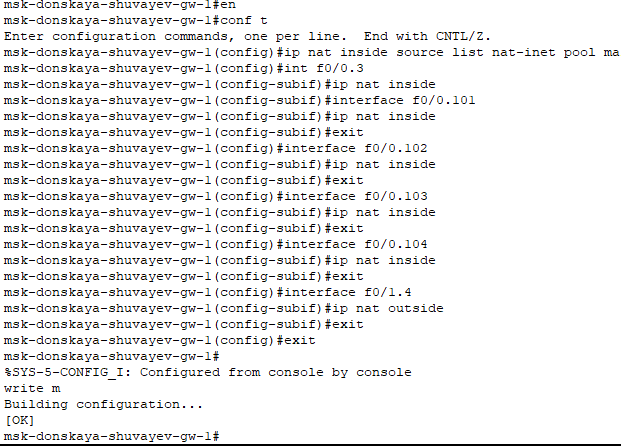 msk-donskaya-shuvayev-gw-1#en
msk-donskaya-shuvayev-gw-1#conf t
Enter configuration commands, one per line.  End with CNTL/Z.
msk-donskaya-shuvayev-gw-1(config)#ip nat inside source list nat-inet pool ma
msk-donskaya-shuvayev-gw-1(config)#int f0/0.3
msk-donskaya-shuvayev-gw-1(config-subif)#ip nat inside
msk-donskaya-shuvayev-gw-1(config-subif)#interface f0/0.101
msk-donskaya-shuvayev-gw-1(config-subif)#ip nat inside
msk-donskaya-shuvayev-gw-1(config-subif)#exit
msk-donskaya-shuvayev-gw-1(config)#interface f0/0.102
msk-donskaya-shuvayev-gw-1(config-subif)#ip nat inside
msk-donskaya-shuvayev-gw-1(config-subif)#exit
msk-donskaya-shuvayev-gw-1(config)#interface f0/0.103
msk-donskaya-shuvayev-gw-1(config-subif)#ip nat inside
msk-donskaya-shuvayev-gw-1(config-subif)#exit
msk-donskaya-shuvayev-gw-1(config)#interface f0/0.104
msk-donskaya-shuvayev-gw-1(config-subif)#ip nat inside
msk-donskaya-shuvayev-gw-1(config-subif)#exit
msk-donskaya-shuvayev-gw-1(config)#interface f0/1.4
msk-donskaya-shuvayev-gw-1(config-subif)#ip nat outside
msk-donskaya-shuvayev-gw-1(config-subif)#exit
msk-donskaya-shuvayev-gw-1(config)#exit
msk-donskaya-shuvayev-gw-1#
%SYS-5-CONFIG_I: Configured from console by console
write m
Building configuration...
[OK]
msk-donskaya-shuvayev-gw-1#